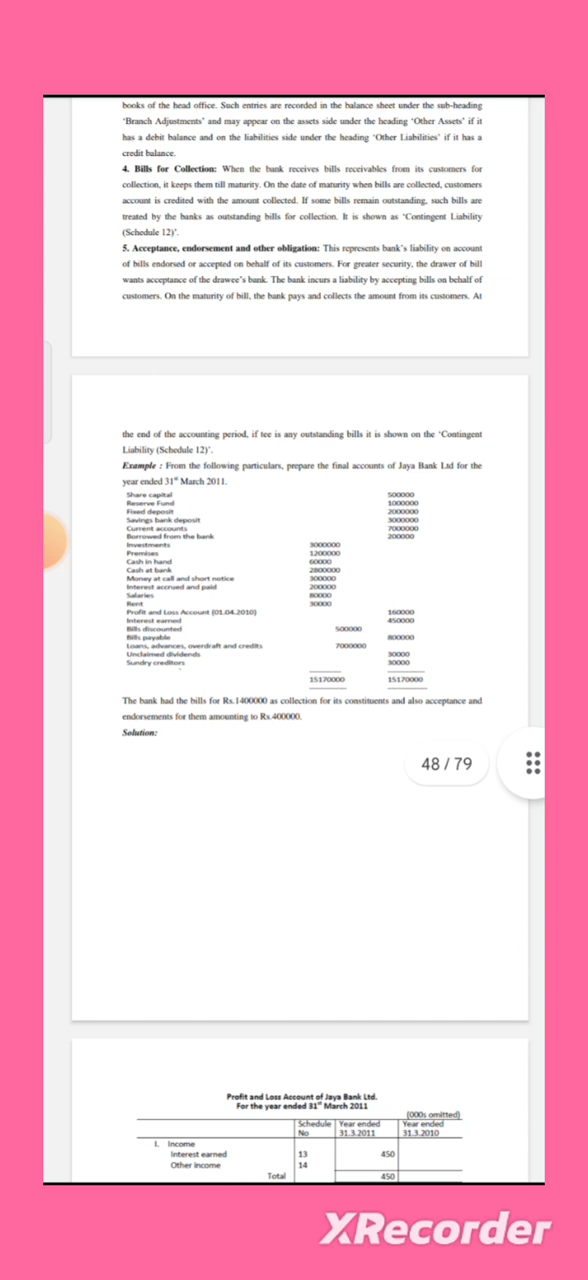 books of the head office. Such entries are recorded in the balance sheet under the sub-heading
'Branch Adjustments' and may appear on the assets side under the heading 'Other Assets' if it
has a debit balance and on the liabilities side under the heading 'Other Liabilities' if it has a
credit balance.
4. Bills for Collection: When the bank receives bills receivables from its customers for
collection, it keeps them till maturity. On the date of maturity when bills are collected, customers
account is credited with the amount collected. If some bills remain outstanding, such bills are
treated by the banks as outstanding bills for collection. It is shown as 'Contingent Liability
(Schedule 12)'.
5. Acceptance, endorsement and other obligation: This represents bank's liability on account
of bills endorsed or accepted on behalf of its customers. For greater security, the drawer of bill
wants acceptance of the drawee's bank. The bank incurs a liability by accepting bills on behalf of
customers. On the maturity of bill, the bank pays and collects the amount from its customers. At
the end of the accounting period, if tee is any outstanding bills it is shown on the 'Contingent
Liability (Schedule 12)'.
Example : From the following particulars, prepare the final accounts of Jaya Bank Ltd for the
year ended 31st March 2011.
Share capital 500000
Reserve Fund 1000000
Fixed deposit 2000000
Savings bank deposit 3000000
Current accounts 7000000
Borrowed from the bank 200000
Investments 3000000
Premises 1200000
Cash in hand 60000
Cash at bank 2800000
Money at call and short notice 300000
Interest accrued and paid 200000
Salaries 80000
Rent 30000
Profit and Loss Account (01.04.2010) 160000
Interest earned 450000
Bills discounted 500000
Bills payable 800000
Loans, advances, overdraft and credits 7000000
Unclaimed dividends 30000
Sundry creditors 30000
15170000 15170000
The bank had the bills for Rs.1400000 as collection for its constituents and also acceptance and
endorsements for them amounting to Rs.400000.
Solution:
48 / 79
Profit and Loss Account of Jaya Bank Ltd.
For the year ended 31st March 2011
(000s omitted)
Schedule No Year ended 31.3.2011 Year ended 31.3.2010
I. Income
Interest earned 13 450
Other income 14
Total 450
XRecorder